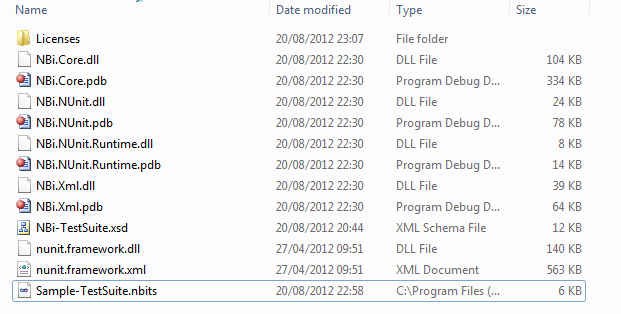 Name Date modified Type Size
Licenses 20/08/2012 23:07 File folder
NBi.Core.dll 20/08/2012 22:30 DLL File 104 KB
NBi.Core.pdb 20/08/2012 22:30 Program Debug D... 334 KB
NBi.NUnit.dll 20/08/2012 22:30 DLL File 24 KB
NBi.NUnit.pdb 20/08/2012 22:30 Program Debug D... 78 KB
NBi.NUnit.Runtime.dll 20/08/2012 22:30 DLL File 8 KB
NBi.NUnit.Runtime.pdb 20/08/2012 22:30 Program Debug D... 14 KB
NBi.Xml.dll 20/08/2012 22:30 DLL File 39 KB
NBi.Xml.pdb 20/08/2012 22:30 Program Debug D... 64 KB
NBi-TestSuite.xsd 20/08/2012 20:44 XML Schema File 12 KB
nunit.framework.dll 27/04/2012 09:51 DLL File 140 KB
nunit.framework.xml 27/04/2012 09:51 XML Document 563 KB
Sample-TestSuite.nbits 20/08/2012 22:58 C:\Program Files (... 6 KB